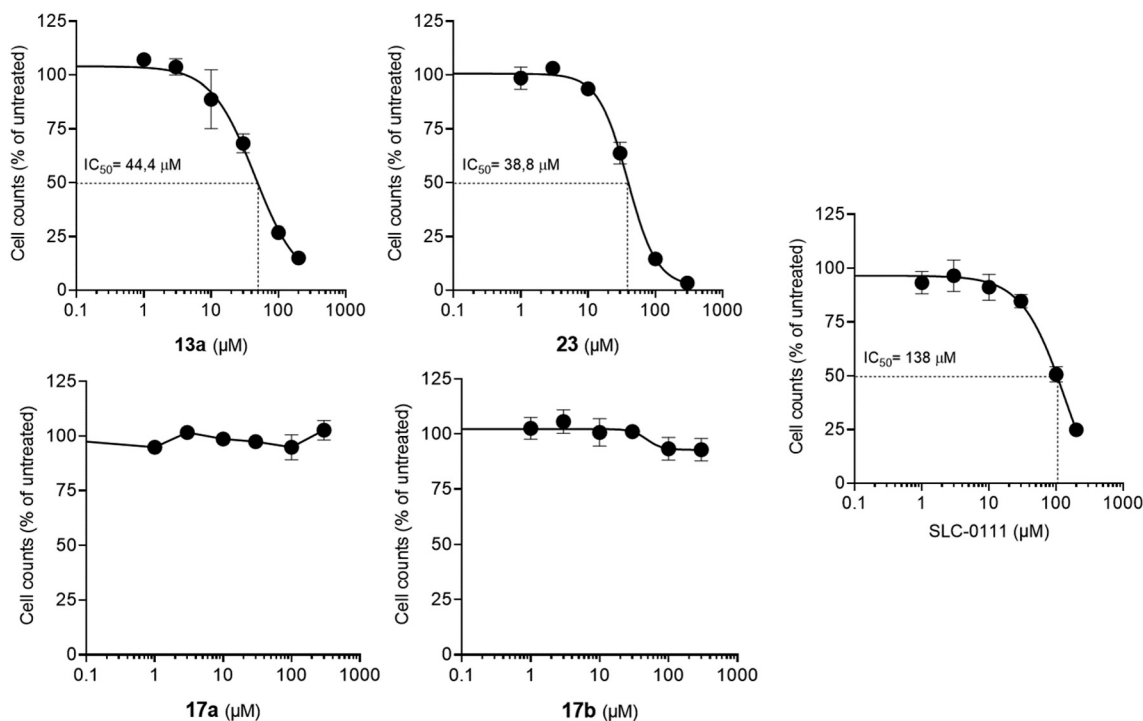 Cell counts (% of untreated)
125
100
75
50
25
0
IC50= 44,4 µM
0.1 1 10 100 1000
13a (µM)
Cell counts (% of untreated)
125
100
75
50
25
0
IC50= 38,8 µM
0.1 1 10 100 1000
23 (µM)
Cell counts (% of untreated)
125
100
75
50
25
0
IC50= 138 µM
0.1 1 10 100 1000
SLC-0111 (µM)
Cell counts (% of untreated)
125
100
75
50
25
0
0.1 1 10 100 1000
17a (µM)
Cell counts (% of untreated)
125
100
75
50
25
0
0.1 1 10 100 1000
17b (µM)